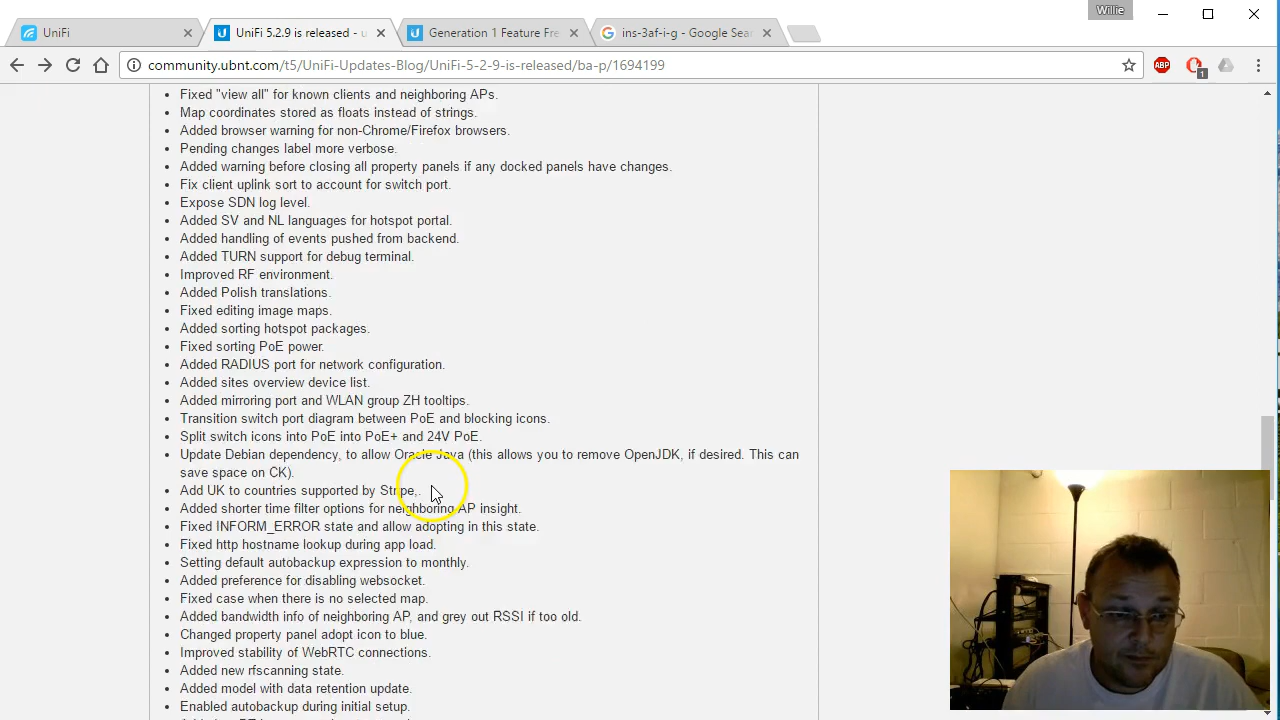 Willie
UniFi
UniFi 5.2.9 is released - u
Generation 1 Feature Fre
ins-3af-i-g - Google Sear
community.ubnt.com/t5/UniFi-Updates-Blog/UniFi-5-2-9-is-released/ba-p/1694199
ABP
1
Fixed "view all" for known clients and neighboring APs.
Map coordinates stored as floats instead of strings.
Added browser warning for non-Chrome/Firefox browsers.
Pending changes label more verbose.
Added warning before closing all property panels if any docked panels have changes.
Fix client uplink sort to account for switch port.
Expose SDN log level.
Added SV and NL languages for hotspot portal.
Added handling of events pushed from backend.
Added TURN support for debug terminal.
Improved RF environment.
Added Polish translations.
Fixed editing image maps.
Added sorting hotspot packages.
Fixed sorting PoE power.
Added RADIUS port for network configuration.
Added sites overview device list.
Added mirroring port and WLAN group ZH tooltips.
Transition switch port diagram between PoE and blocking icons.
Split switch icons into PoE into PoE+ and 24V PoE.
Update Debian dependency, to allow Oracle Java (this allows you to remove OpenJDK, if desired. This can
save space on CK).
Add UK to countries supported by Stripe,.
Added shorter time filter options for neighboring AP insight.
Fixed INFORM_ERROR state and allow adopting in this state.
Fixed http hostname lookup during app load.
Setting default autobackup expression to monthly.
Added preference for disabling websocket.
Fixed case when there is no selected map.
Added bandwidth info of neighboring AP, and grey out RSSI if too old.
Changed property panel opt icon to blue.
Improved stability of WebRTC connections.
Added new rfscanning state.
Added model with data retention update.
Enabled autobackup during initial setup.